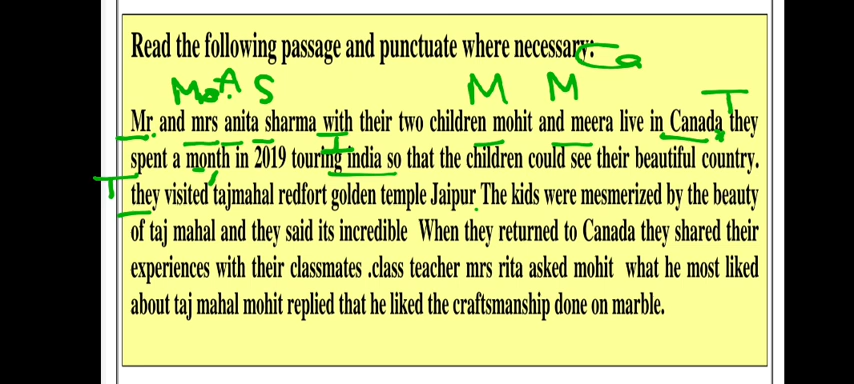 Read the following passage and punctuate where necessary:
Ca
Mrs. A S M M T
Mr. and mrs anita sharma with their two children mohit and meera live in Canada they
I
spent a month in 2019 touring india so that the children could see their beautiful country.
T
they visited tajmahal redfort golden temple Jaipur The kids were mesmerized by the beauty
of taj mahal and they said its incredible When they returned to Canada they shared their
experiences with their classmates .class teacher mrs rita asked mohit what he most liked
about taj mahal mohit replied that he liked the craftsmanship done on marble.